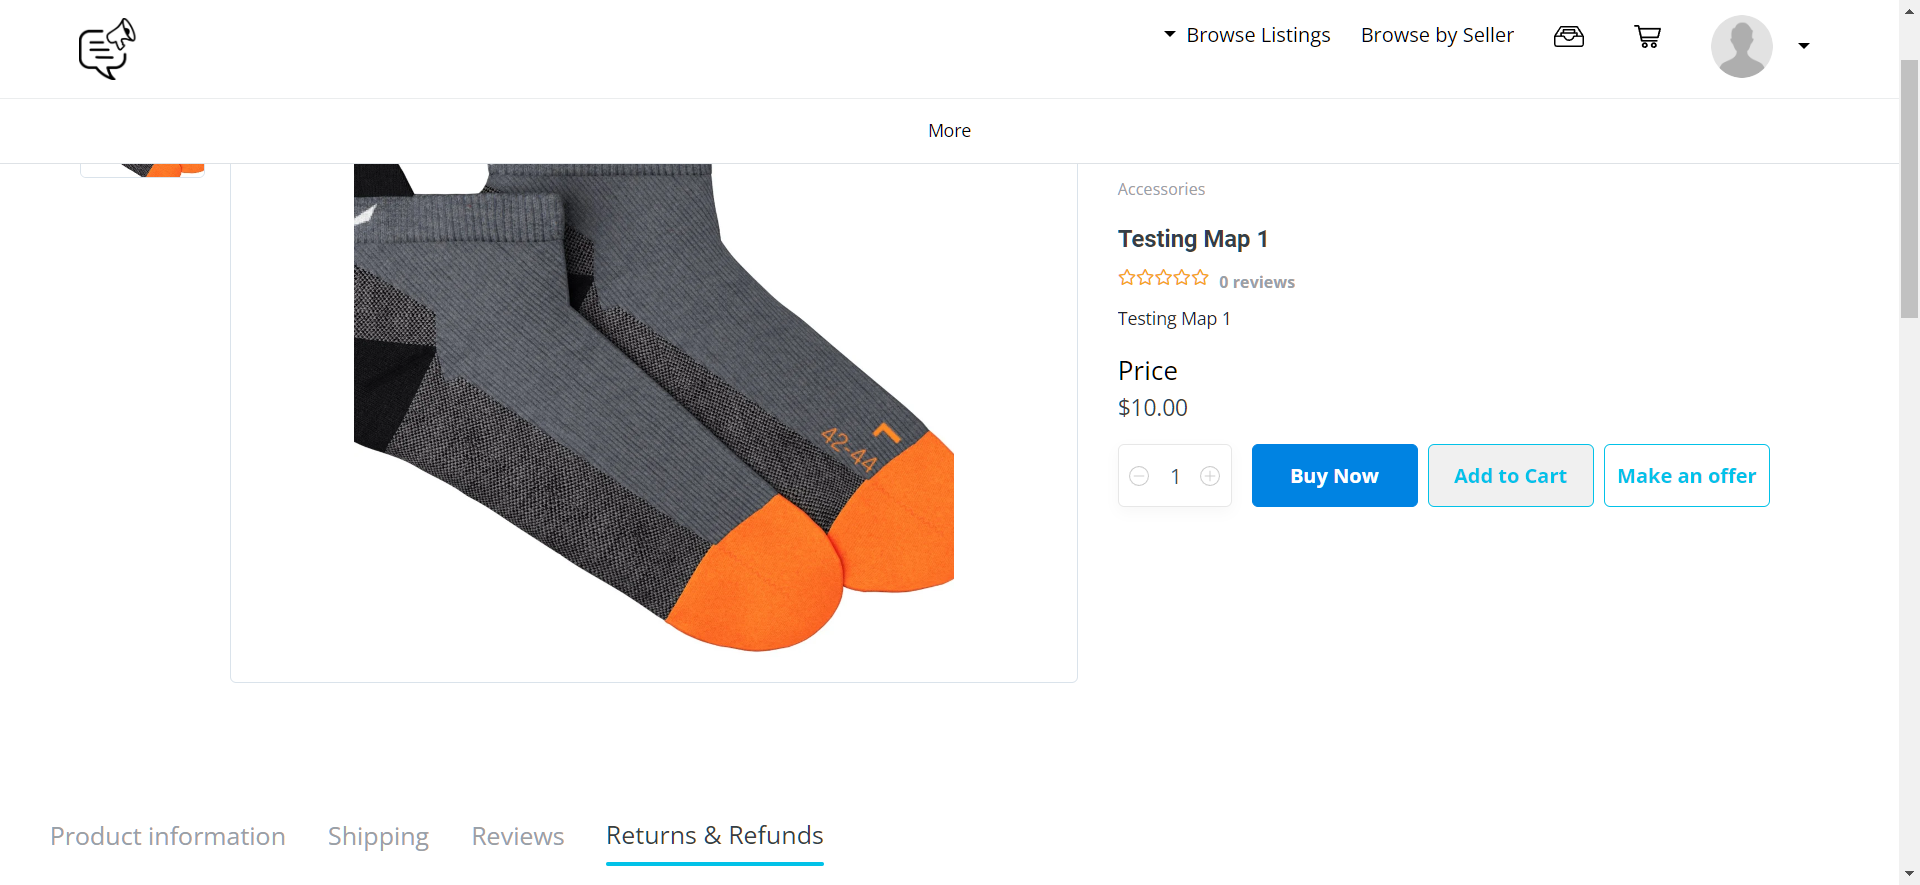 Browse Listings
Browse by Seller
More
Accessories
Testing Map 1
0 reviews
Testing Map 1
Price
$10.00
1
Buy Now
Add to Cart
Make an offer
L
42-44
Product information
Shipping
Reviews
Returns & Refunds